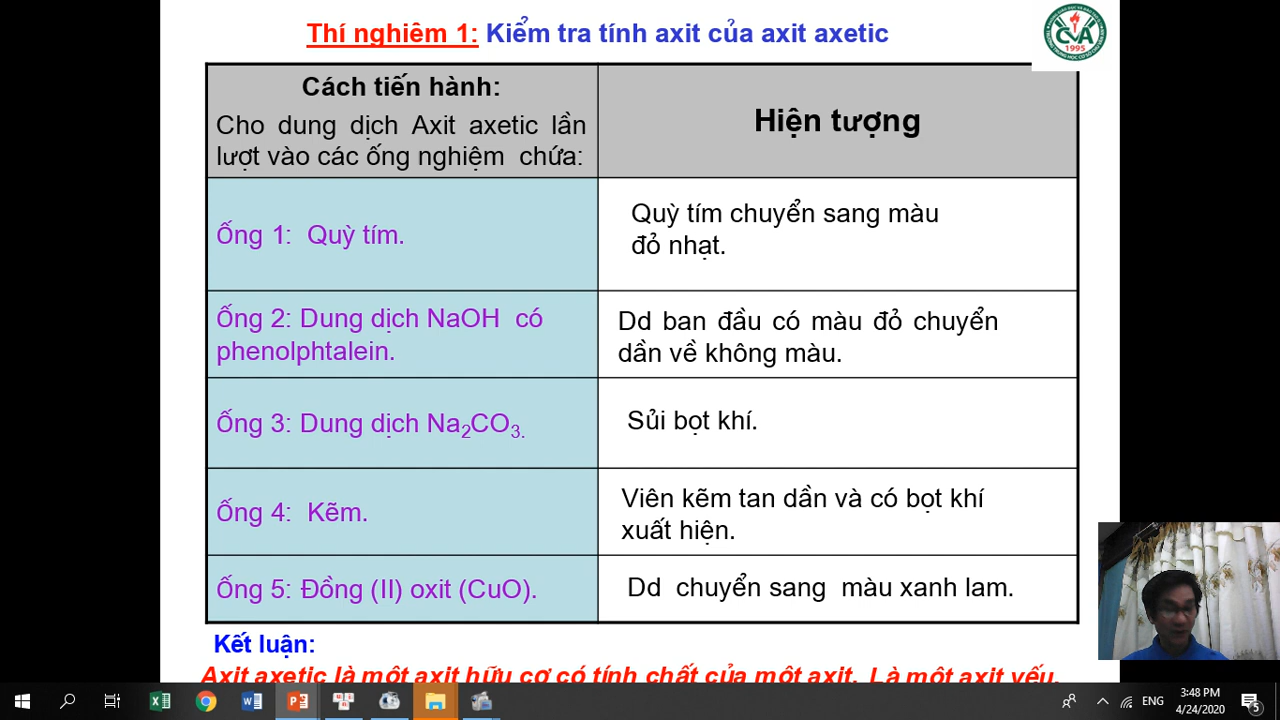 Thí nghiêm 1: Kiểm tra tính axit của axit axetic
CVA
1995
Cách tiến hành:
Cho dung dịch Axit axetic lần
lượt vào các ống nghiệm chứa:
Hiện tượng
Ống 1: Quỳ tím.
Quỳ tím chuyển sang màu
đỏ nhạt.
Ống 2: Dung dịch NaOH có
phenolphtalein.
Dd ban đầu có màu đỏ chuyển
dần về không màu.
Ống 3: Dung dịch Na₂CO₃.
Sủi bọt khí.
Ống 4: Kẽm.
Viên kẽm tan dần và có bọt khí
xuất hiện.
Ống 5: Đồng (II) oxit (CuO).
Dd chuyển sang màu xanh lam.
Kết luận:
Axit axetic là một axit hữu cơ có tính chất của một axit. Là một axit yếu.
ENG
3:48 PM
4/24/2020
5